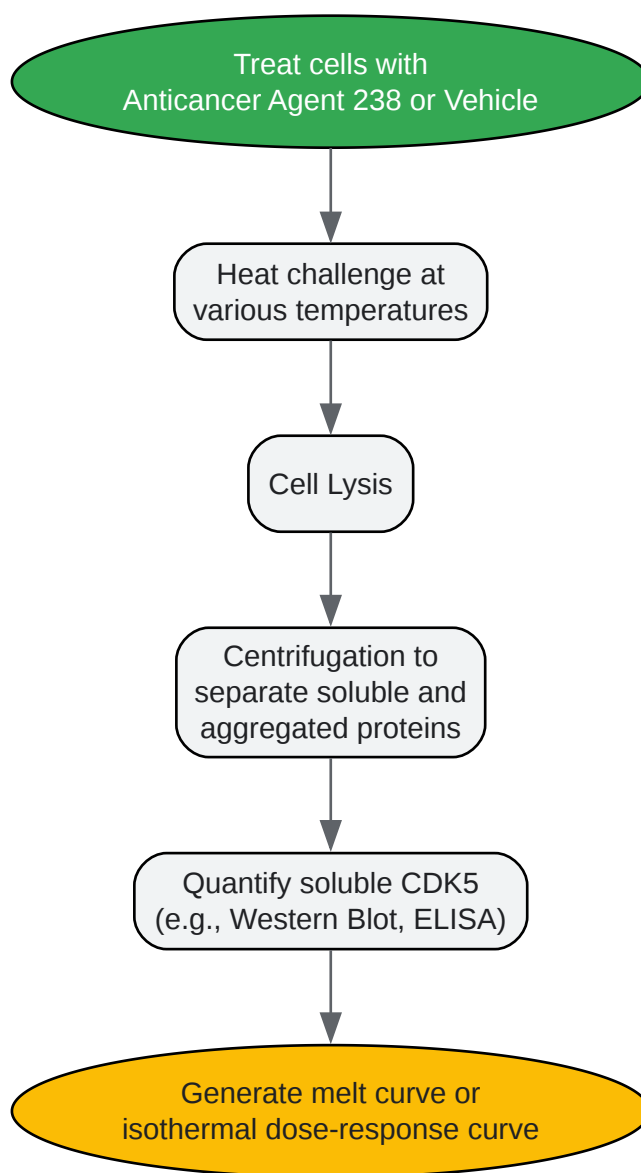 Treat cells with
Anticancer Agent 238 or Vehicle
Heat challenge at
various temperatures
Cell Lysis
Centrifugation to
separate soluble and
aggregated proteins
Quantify soluble CDK5
(e.g., Western Blot, ELISA)
Generate melt curve or
isothermal dose-response curve